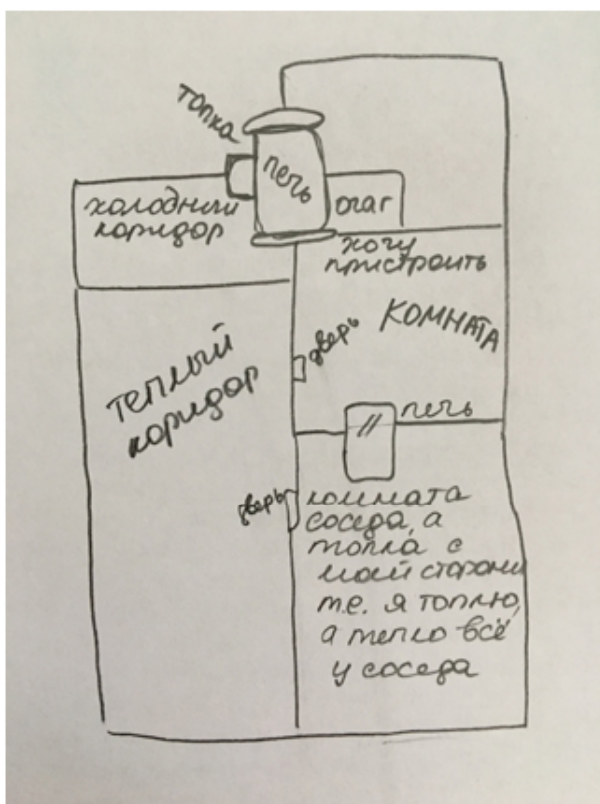 топка
печь
холодный
коридор
очаг
хочу
пристроить
КОМНАТА
дверь
теплый
коридор
печь
дверь
комната
соседа, а
топла с
моей стороны
т.е. я топлю,
а тепло всё
у соседа